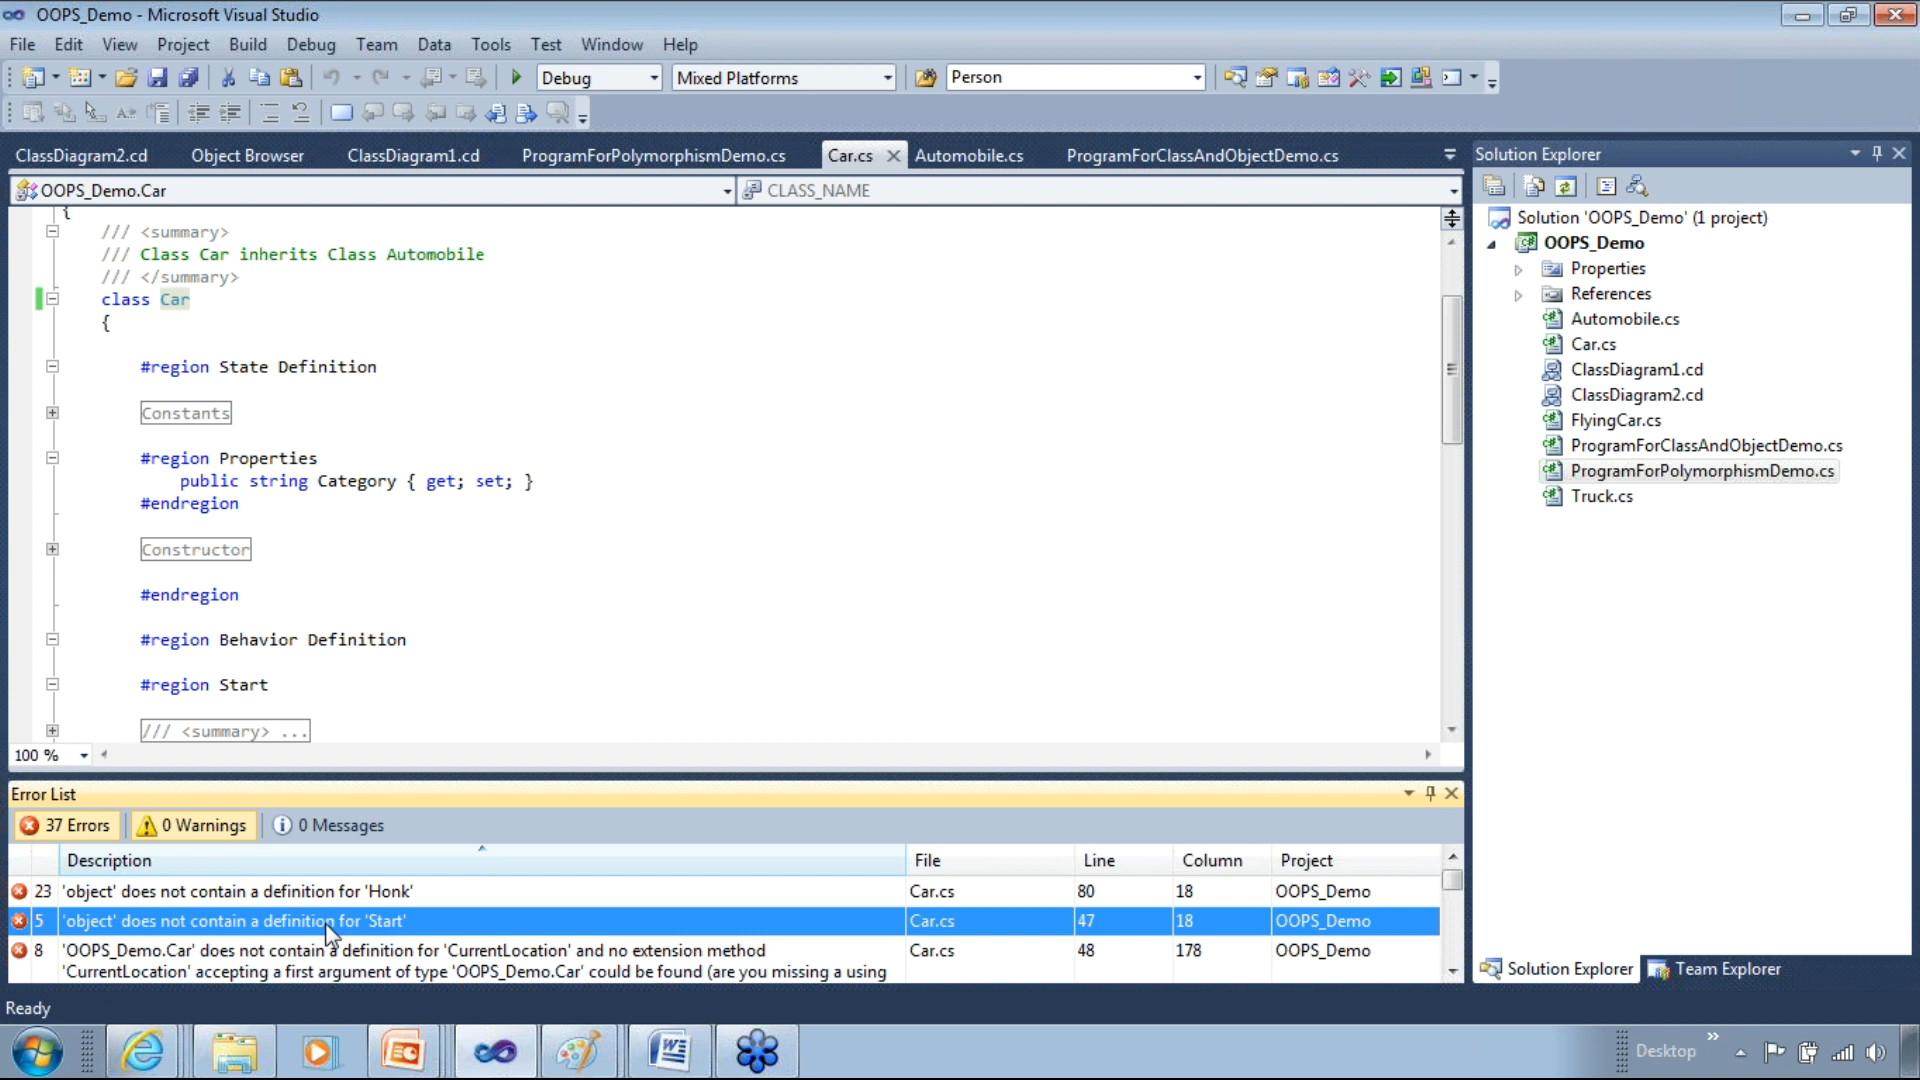 OOPS_Demo - Microsoft Visual Studio
File Edit View Project Build Debug Team Data Tools Test Window Help
Debug Mixed Platforms Person
ClassDiagram2.cd Object Browser ClassDiagram1.cd ProgramForPolymorphismDemo.cs Car.cs Automobile.cs ProgramForClassAndObjectDemo.cs
OOPS_Demo.Car CLASS_NAME
{
/// <summary>
/// Class Car inherits Class Automobile
/// </summary>
class Car
{
#region State Definition
Constants
#region Properties
public string Category { get; set; }
#endregion
Constructor
#endregion
#region Behavior Definition
#region Start
/// <summary> ...
100 %
Solution Explorer
Solution 'OOPS_Demo' (1 project)
OOPS_Demo
Properties
References
Automobile.cs
Car.cs
ClassDiagram1.cd
ClassDiagram2.cd
FlyingCar.cs
ProgramForClassAndObjectDemo.cs
ProgramForPolymorphismDemo.cs
Truck.cs
Solution Explorer Team Explorer
Error List
37 Errors 0 Warnings 0 Messages
Description File Line Column Project
23 'object' does not contain a definition for 'Honk' Car.cs 80 18 OOPS_Demo
5 'object' does not contain a definition for 'Start' Car.cs 47 18 OOPS_Demo
8 'OOPS_Demo.Car' does not contain a definition for 'CurrentLocation' and no extension method Car.cs 48 178 OOPS_Demo
'CurrentLocation' accepting a first argument of type 'OOPS_Demo.Car' could be found (are you missing a using
Ready
Desktop